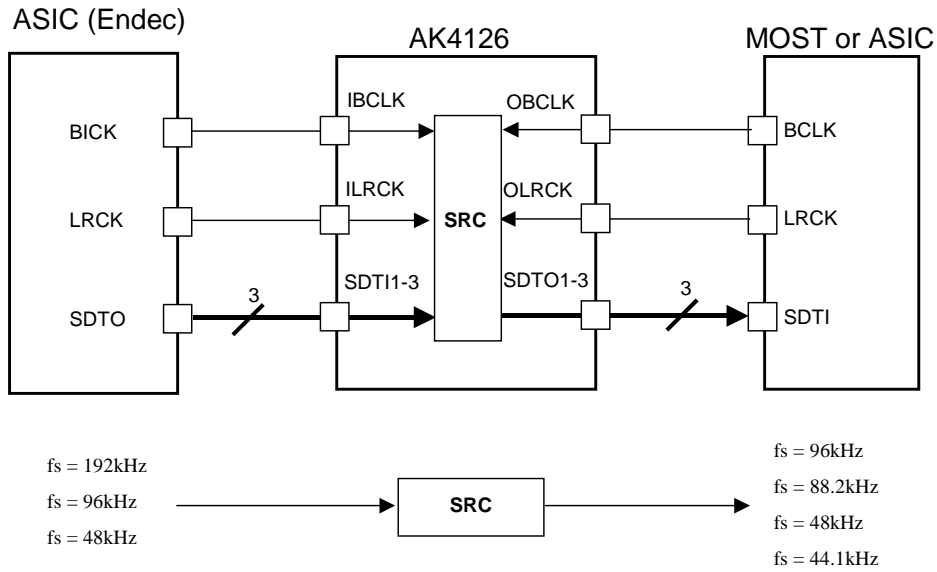 ASIC (Endec)
AK4126
MOST or ASIC
IBCLK
OBCLK
BICK
BCLK
ILRCK
OLRCK
LRCK
SRC
LRCK
SDTI1-3
SDTO1-3
3
3
SDTO
SDTI
fs = 192kHz
fs = 96kHz
fs = 48kHz
SRC
fs = 96kHz
fs = 88.2kHz
fs = 48kHz
fs = 44.1kHz